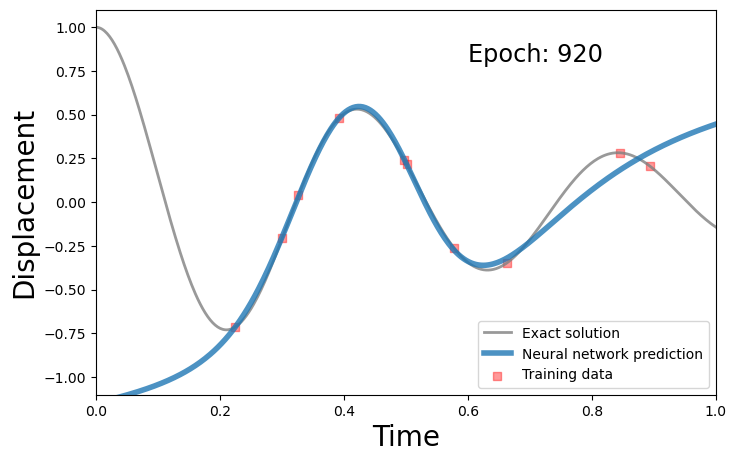 Epoch: 920
Displacement
1.00
0.75
0.50
0.25
0.00
−0.25
−0.50
−0.75
−1.00
Exact solution
Neural network prediction
Training data
0.0 0.2 0.4 0.6 0.8 1.0
Time